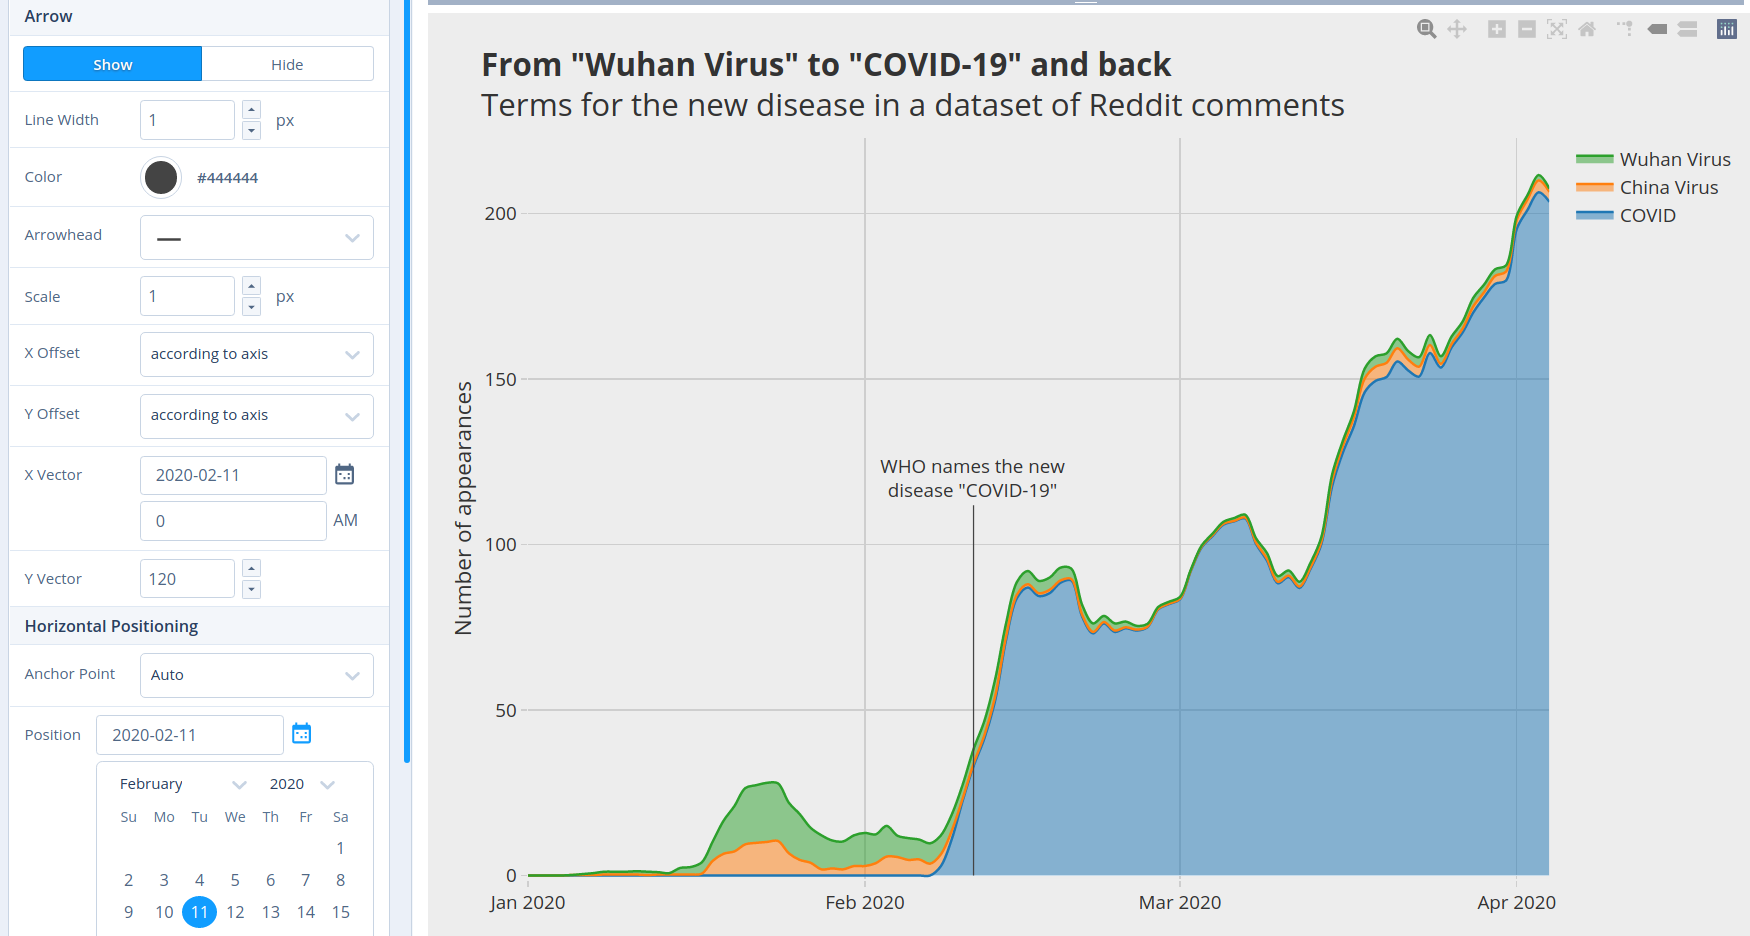 Arrow
Show Hide
Line Width 1 px
Color #444444
Arrowhead
Scale 1 px
X Offset according to axis
Y Offset according to axis
X Vector 2020-02-11
0 AM
Y Vector 120
Horizontal Positioning
Anchor Point Auto
Position 2020-02-11
February 2020
Su Mo Tu We Th Fr Sa
1
2 3 4 5 6 7 8
9 10 11 12 13 14 15
From "Wuhan Virus" to "COVID-19" and back
Terms for the new disease in a dataset of Reddit comments
Wuhan Virus
China Virus
COVID
Number of appearances
200
150
100
50
0
WHO names the new
disease "COVID-19"
Jan 2020 Feb 2020 Mar 2020 Apr 2020